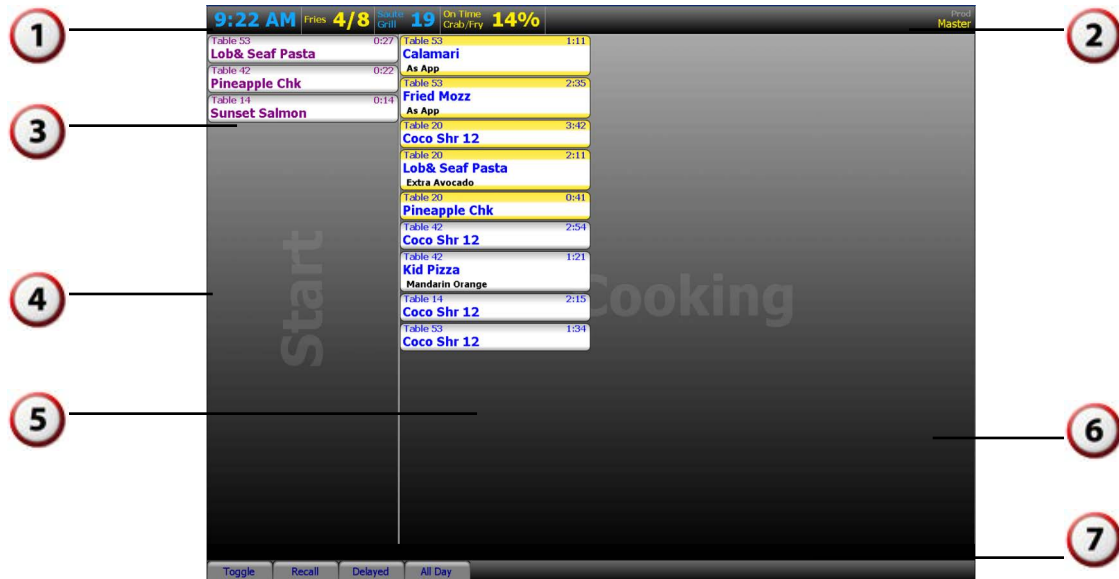 9:22 AM Fries 4/8 Saute Grill 19 On Time Crab/Fry 14% Prod Master
1
2
Table 53 0:27
Lob& Seaf Pasta
Table 42 0:22
Pineapple Chk
Table 14 0:14
Sunset Salmon
3
Start
4
Table 53 1:11
Calamari
As App
Table 53 2:35
Fried Mozz
As App
Table 20 3:42
Coco Shr 12
Table 20 2:11
Lob& Seaf Pasta
Extra Avocado
Table 20 0:41
Pineapple Chk
Table 42 2:54
Coco Shr 12
Table 42 1:21
Kid Pizza
Mandarin Orange
Table 14 2:15
Coco Shr 12
Table 53 1:34
Coco Shr 12
Cooking
5
6
7
Toggle Recall Delayed All Day